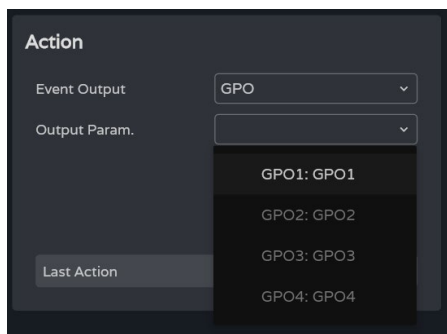 Action
Event Output GPO
Output Param.
GPO1: GPO1
GPO2: GPO2
GPO3: GPO3
GPO4: GPO4
Last Action